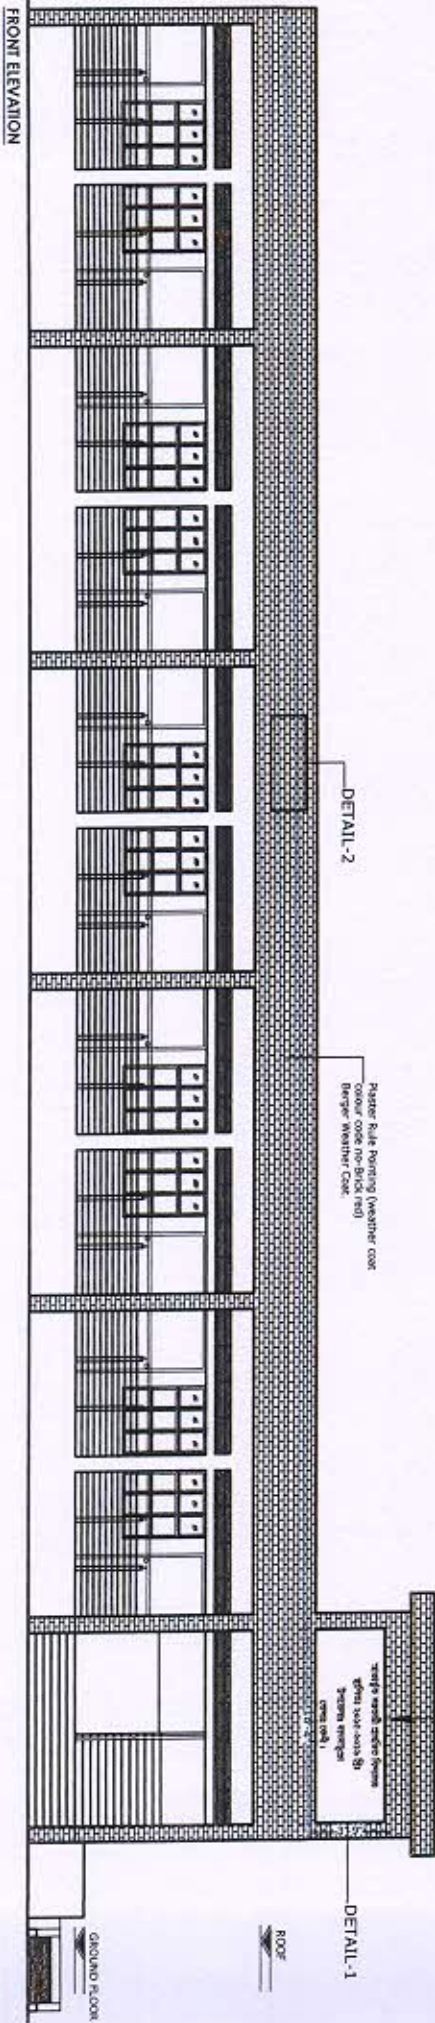 FRONT ELEVATION
DETAIL-2
Plaster Rule Pointing (weather coat
colour code no-Brick red)
Berger Weather Coat.
DETAIL-1
ROOF
GROUND FLOOR